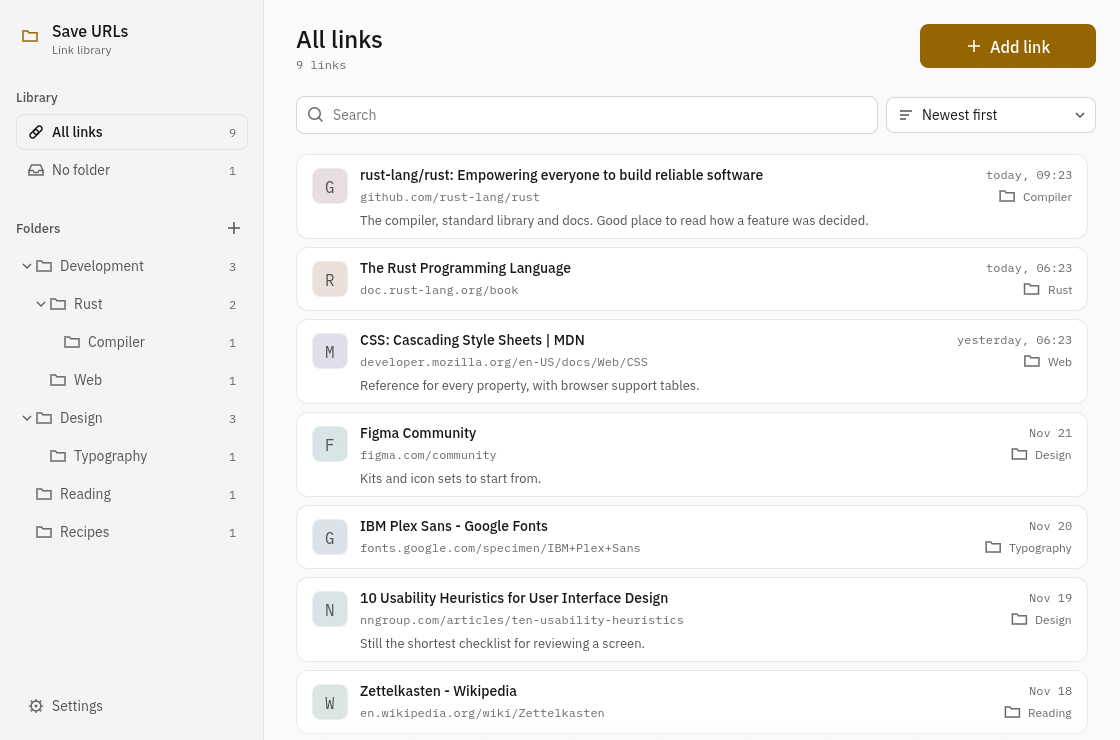 Save URLs
Link library
Library
All links 9
No folder 1
Folders
Development 3
Rust 2
Compiler 1
Web 1
Design 3
Typography 1
Reading 1
Recipes 1
Settings
All links
9 links
Add link
Search
Newest first
G
rust-lang/rust: Empowering everyone to build reliable software
today, 09:23
github.com/rust-lang/rust
Compiler
The compiler, standard library and docs. Good place to read how a feature was decided.
R
The Rust Programming Language
today, 06:23
doc.rust-lang.org/book
Rust
M
CSS: Cascading Style Sheets | MDN
yesterday, 06:23
developer.mozilla.org/en-US/docs/Web/CSS
Web
Reference for every property, with browser support tables.
F
Figma Community
Nov 21
figma.com/community
Design
Kits and icon sets to start from.
G
IBM Plex Sans - Google Fonts
Nov 20
fonts.google.com/specimen/IBM+Plex+Sans
Typography
N
10 Usability Heuristics for User Interface Design
Nov 19
nngroup.com/articles/ten-usability-heuristics
Design
Still the shortest checklist for reviewing a screen.
W
Zettelkasten - Wikipedia
Nov 18
en.wikipedia.org/wiki/Zettelkasten
Reading